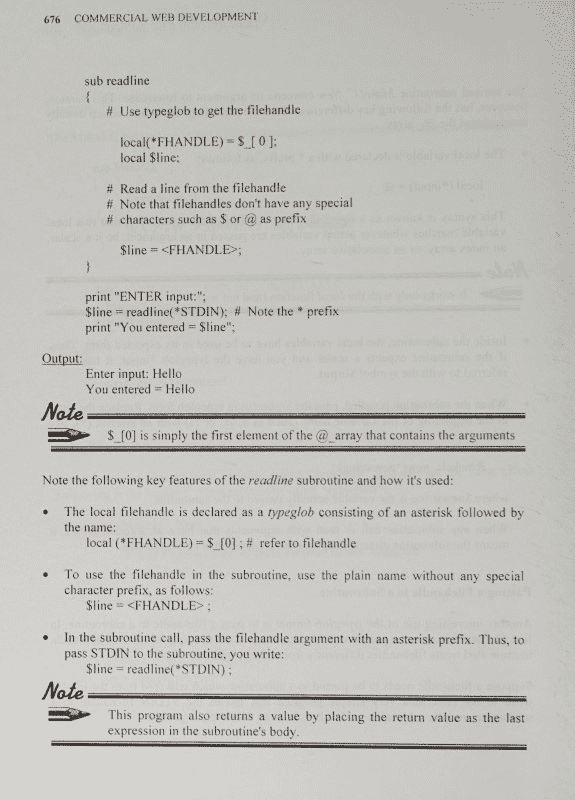 676 COMMERCIAL WEB DEVELOPMENT
sub readline
{
# Use typeglob to get the filehandle
local(*FHANDLE) = $_[ 0 ];
local $line;
# Read a line from the filehandle
# Note that filehandles don't have any special
# characters such as $ or @ as prefix
$line = <FHANDLE>;
}
print "ENTER input:";
$line = readline(*STDIN); # Note the * prefix
print "You entered = $line";
Output:
Enter input: Hello
You entered = Hello
Note
$_[0] is simply the first element of the @_array that contains the arguments
Note the following key features of the readline subroutine and how it's used:
• The local filehandle is declared as a typeglob consisting of an asterisk followed by
the name:
local (*FHANDLE) = $_[0] ; # refer to filehandle
• To use the filehandle in the subroutine, use the plain name without any special
character prefix, as follows:
$line = <FHANDLE> ;
• In the subroutine call, pass the filehandle argument with an asterisk prefix. Thus, to
pass STDIN to the subroutine, you write:
$line = readline(*STDIN) ;
Note
This program also returns a value by placing the return value as the last
expression in the subroutine's body.